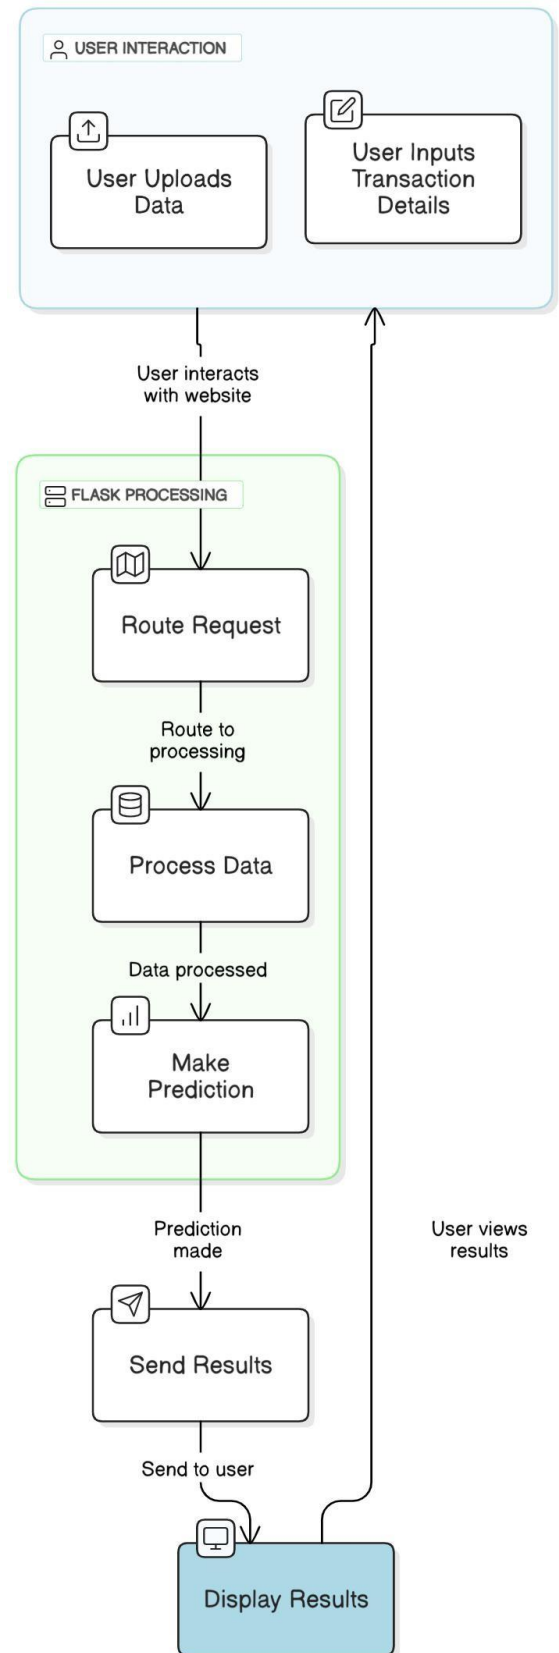 USER INTERACTION
User Uploads
Data
User Inputs
Transaction
Details
User interacts
with website
FLASK PROCESSING
Route Request
Route to
processing
Process Data
Data processed
Make
Prediction
Prediction
made
User views
results
Send Results
Send to user
Display Results